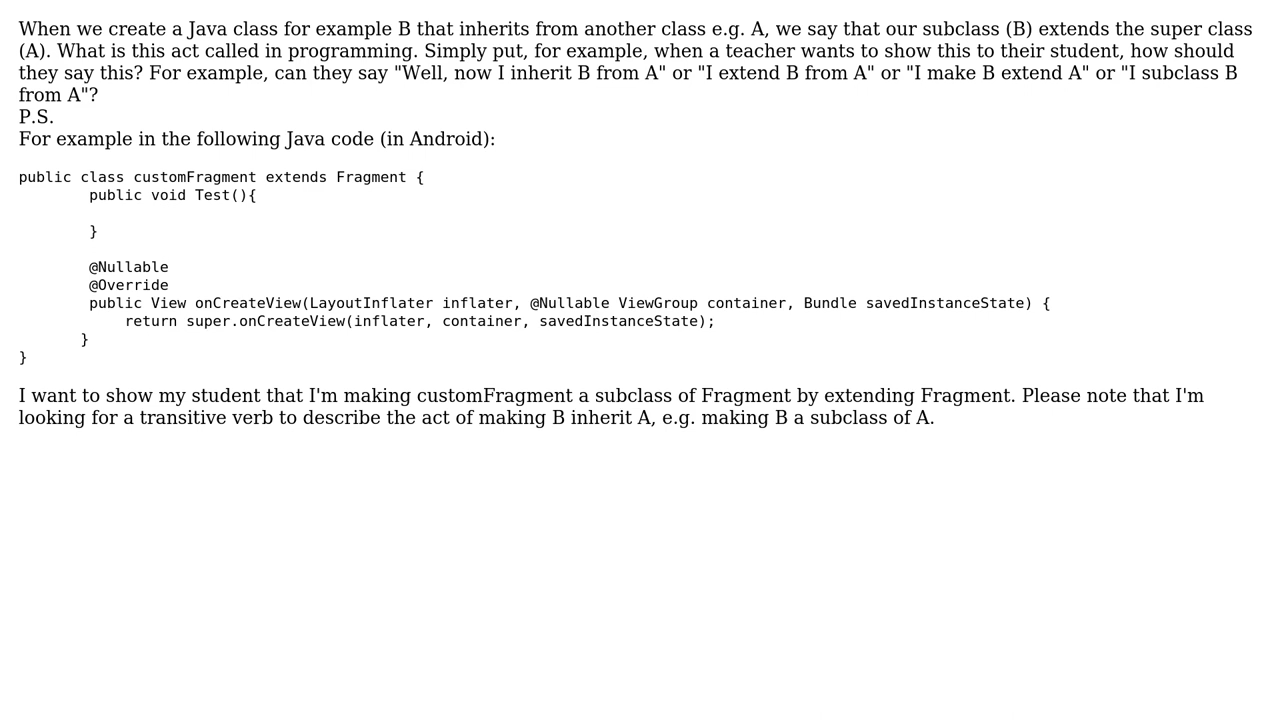 When we create a Java class for example B that inherits from another class e.g. A, we say that our subclass (B) extends the super class
(A). What is this act called in programming. Simply put, for example, when a teacher wants to show this to their student, how should
they say this? For example, can they say "Well, now I inherit B from A" or "I extend B from A" or "I make B extend A" or "I subclass B
from A"?
P.S.
For example in the following Java code (in Android):
public class customFragment extends Fragment {
        public void Test(){
        }
        @Nullable
        @Override
        public View onCreateView(LayoutInflater inflater, @Nullable ViewGroup container, Bundle savedInstanceState) {
            return super.onCreateView(inflater, container, savedInstanceState);
       }
}
I want to show my student that I'm making customFragment a subclass of Fragment by extending Fragment. Please note that I'm
looking for a transitive verb to describe the act of making B inherit A, e.g. making B a subclass of A.